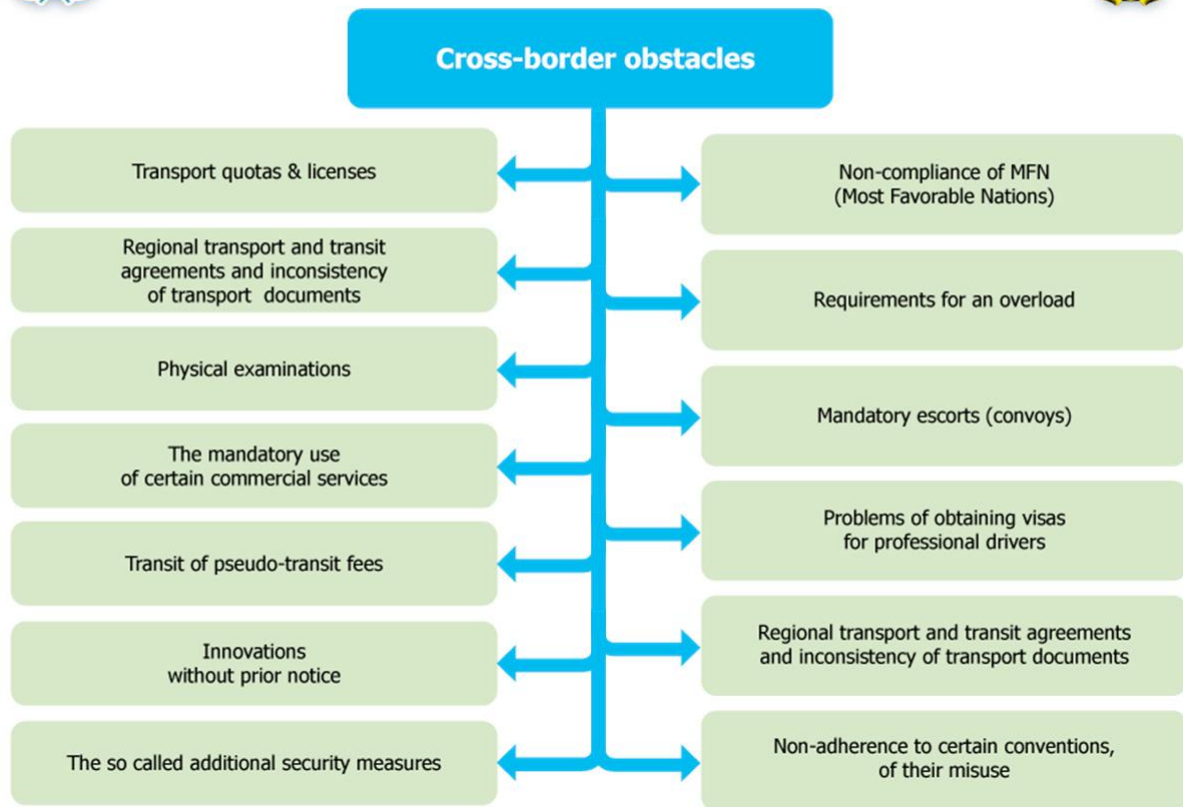 Cross-border obstacles
Transport quotas & licenses
Regional transport and transit
agreements and inconsistency
of transport documents
Physical examinations
The mandatory use
of certain commercial services
Transit of pseudo-transit fees
Innovations
without prior notice
The so called additional security measures
Non-compliance of MFN
(Most Favorable Nations)
Requirements for an overload
Mandatory escorts (convoys)
Problems of obtaining visas
for professional drivers
Regional transport and transit agreements
and inconsistency of transport documents
Non-adherence to certain conventions,
of their misuse